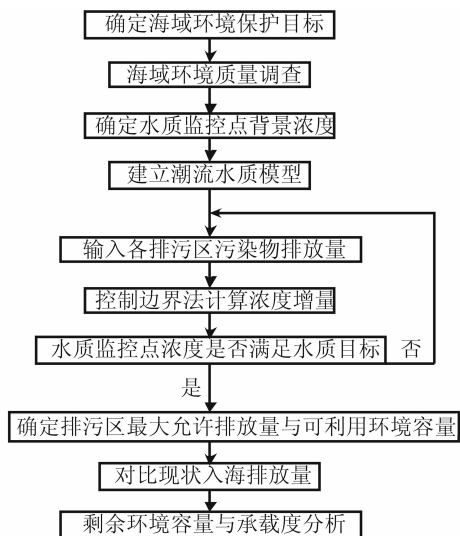 确定海域环境保护目标
海域环境质量调查
确定水质监控点背景浓度
建立潮流水质模型
输入各排污区污染物排放量
控制边界法计算浓度增量
水质监控点浓度是否满足水质目标
否
是
确定排污区最大允许排放量与可利用环境容量
对比现状入海排放量
剩余环境容量与承载度分析